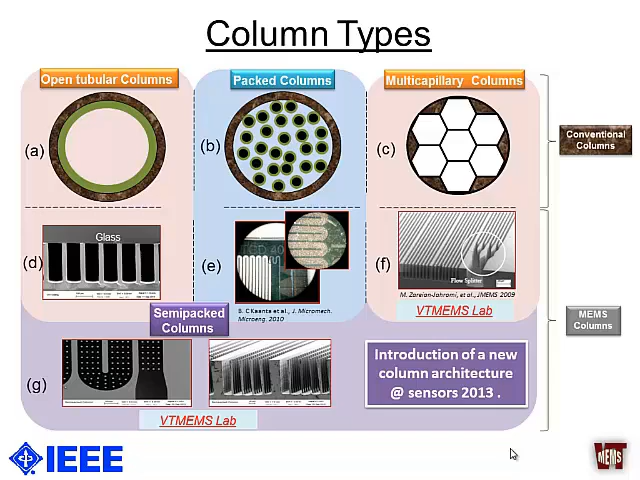 Column Types
Open tubular Columns
Packed Columns
Multicapillary Columns
(a)
(b)
(c)
Conventional
Columns
(d)
Glass
(e)
(f)
Flow Splitter
B. C Kaanta et al., J. Micromech.
Microeng. 2010
M. Zareian-Jahromi, et al., JMEMS 2009
VTMEMS Lab
MEMS
Columns
Semipacked
Columns
(g)
VTMEMS Lab
Introduction of a new
column architecture
@ sensors 2013 .
IEEE
MEMS